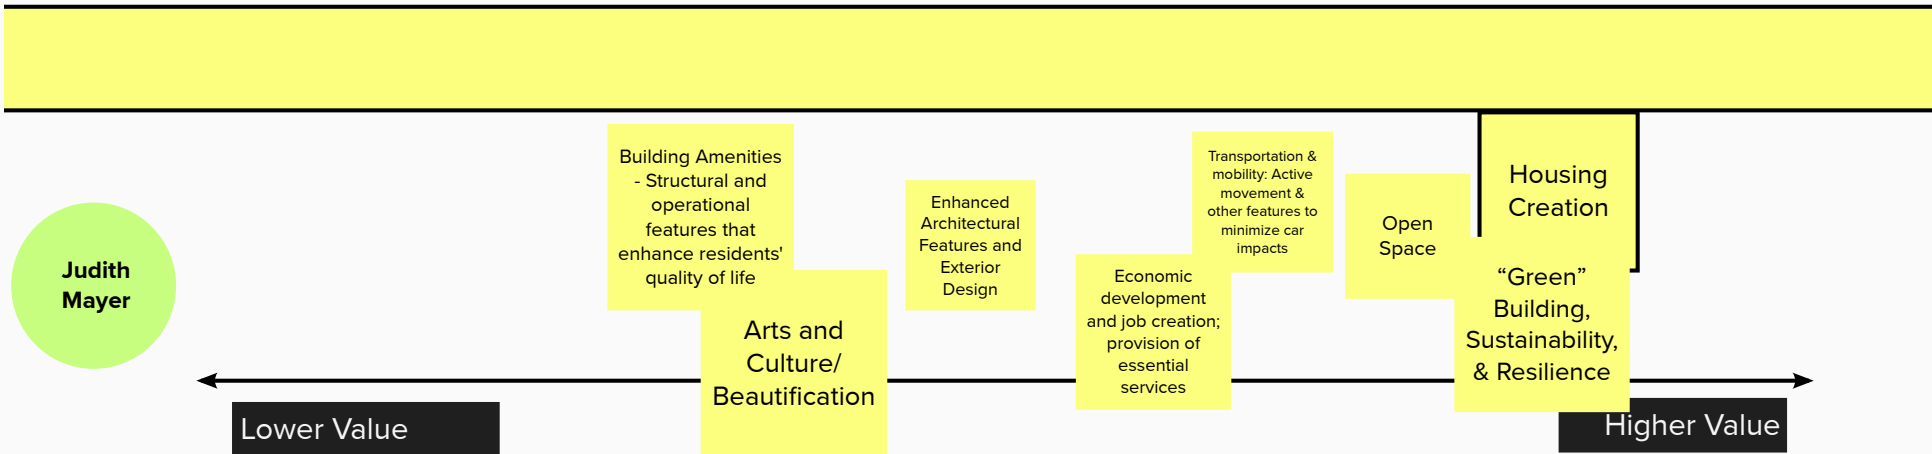 Judith
Mayer
Building Amenities
- Structural and
operational
features that
enhance residents'
quality of life
Arts and
Culture/
Beautification
Enhanced
Architectural
Features and
Exterior
Design
Economic
development
and job creation;
provision of
essential
services
Transportation &
mobility: Active
movement &
other features to
minimize car
impacts
Open
Space
Housing
Creation
“Green”
Building,
Sustainability,
& Resilience
Lower Value
Higher Value